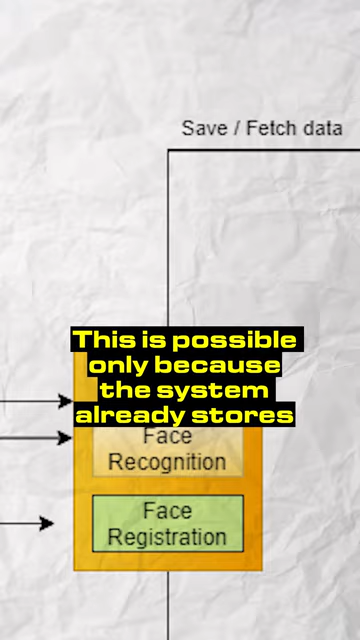 Save / Fetch data
This is possible
only because
the system
already stores
Face
Recognition
Face
Registration